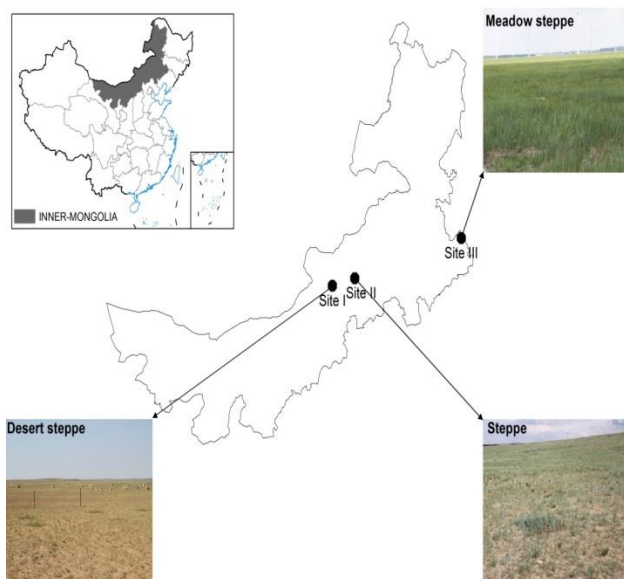 Meadow steppe
INNER-MONGOLIA
Site III
Site I
Site II
Desert steppe
Steppe